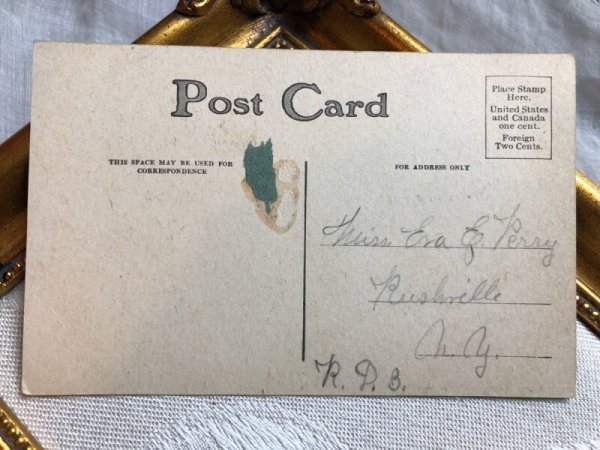 Post Card
THIS SPACE MAY BE USED FOR
CORRESPONDENCE
FOR ADDRESS ONLY
Place Stamp
Here.
United States
and Canada
one cent.
Foreign
Two Cents.
Miss Eva E. Perry
Rushville
N.Y.
R. D. 3.